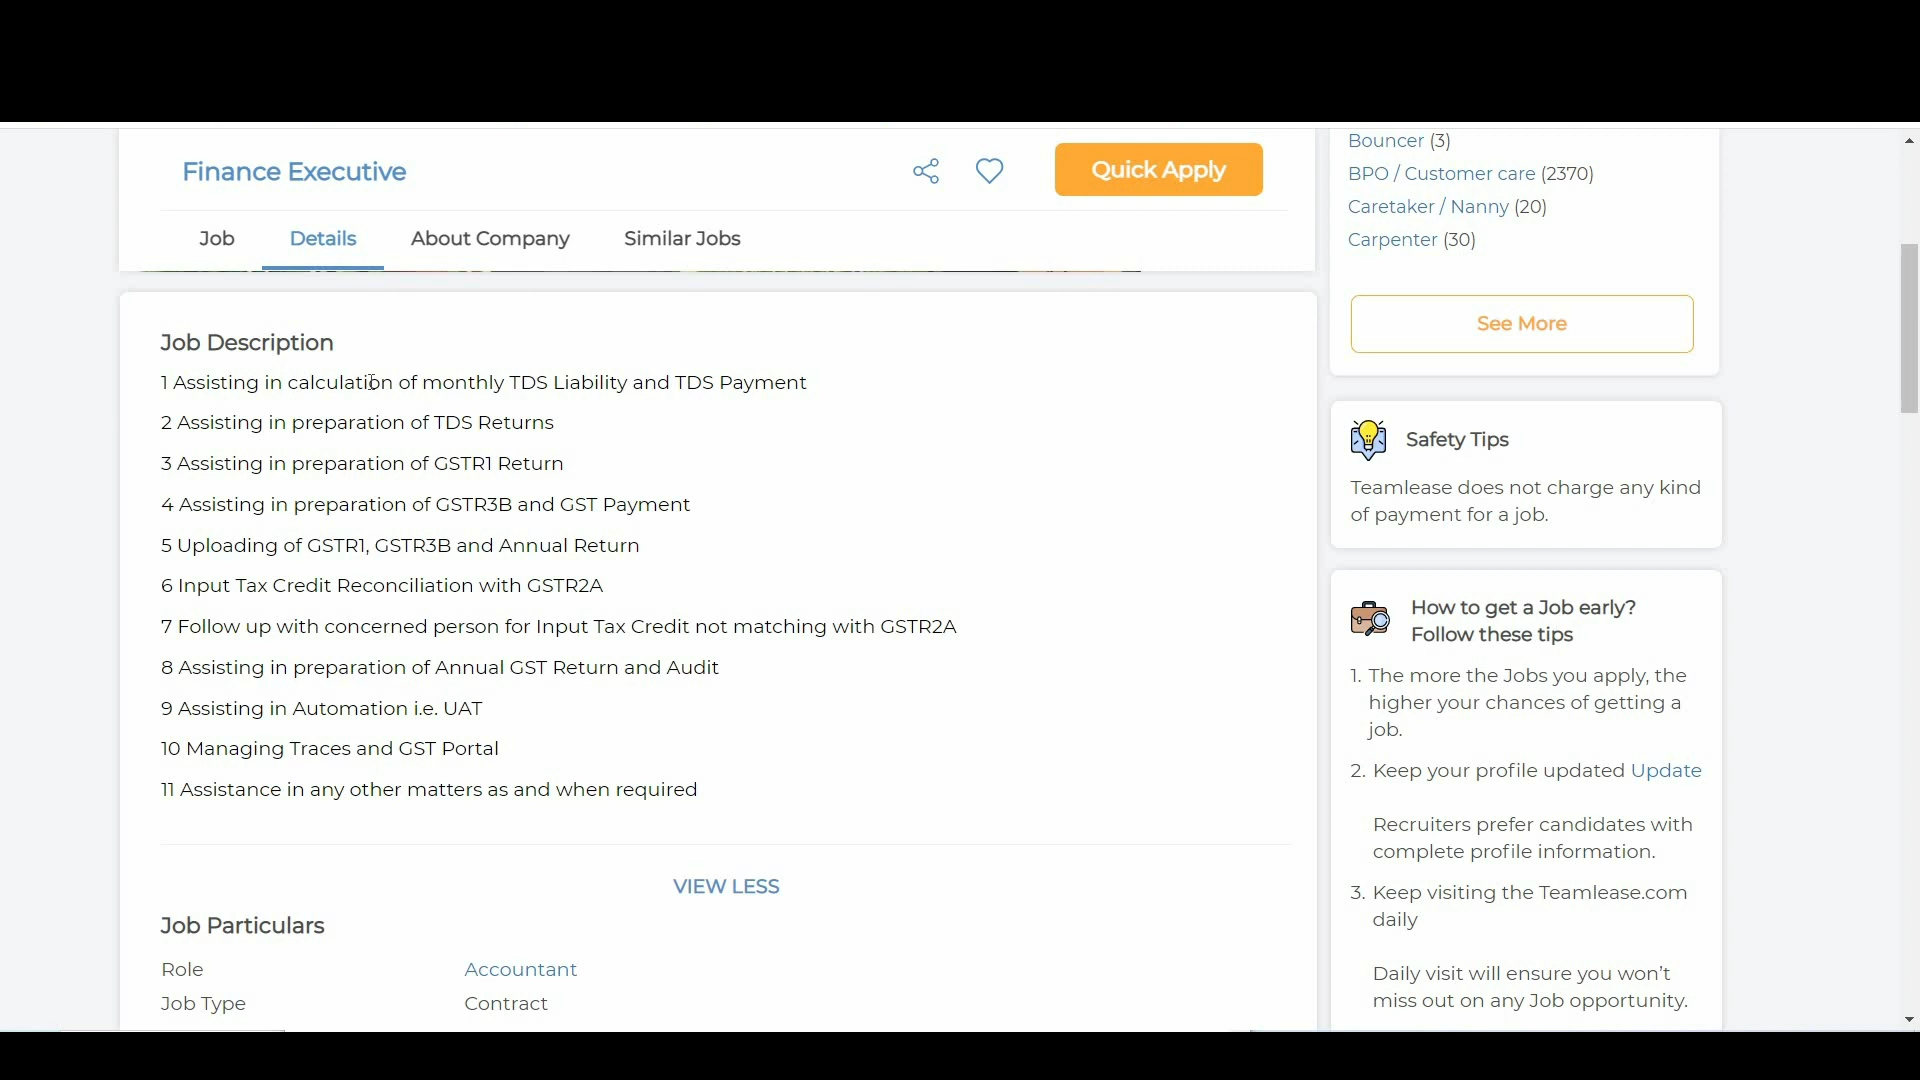 Finance Executive
Quick Apply
Job
Details
About Company
Similar Jobs
Job Description
1 Assisting in calculation of monthly TDS Liability and TDS Payment
2 Assisting in preparation of TDS Returns
3 Assisting in preparation of GSTR1 Return
4 Assisting in preparation of GSTR3B and GST Payment
5 Uploading of GSTR1, GSTR3B and Annual Return
6 Input Tax Credit Reconciliation with GSTR2A
7 Follow up with concerned person for Input Tax Credit not matching with GSTR2A
8 Assisting in preparation of Annual GST Return and Audit
9 Assisting in Automation i.e. UAT
10 Managing Traces and GST Portal
11 Assistance in any other matters as and when required
VIEW LESS
Job Particulars
Role Accountant
Job Type Contract
Bouncer (3)
BPO / Customer care (2370)
Caretaker / Nanny (20)
Carpenter (30)
See More
Safety Tips
Teamlease does not charge any kind
of payment for a job.
How to get a Job early?
Follow these tips
1. The more the Jobs you apply, the
higher your chances of getting a
job.
2. Keep your profile updated Update
Recruiters prefer candidates with
complete profile information.
3. Keep visiting the Teamlease.com
daily
Daily visit will ensure you won't
miss out on any Job opportunity.